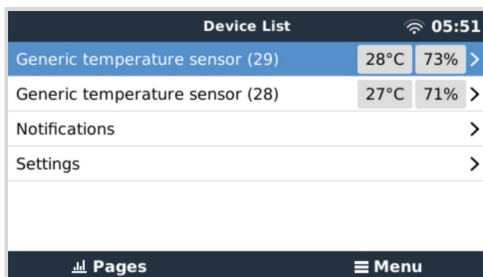 Device List 05:51
Generic temperature sensor (29) 28°C 73%
Generic temperature sensor (28) 27°C 71%
Notifications
Settings
Pages Menu